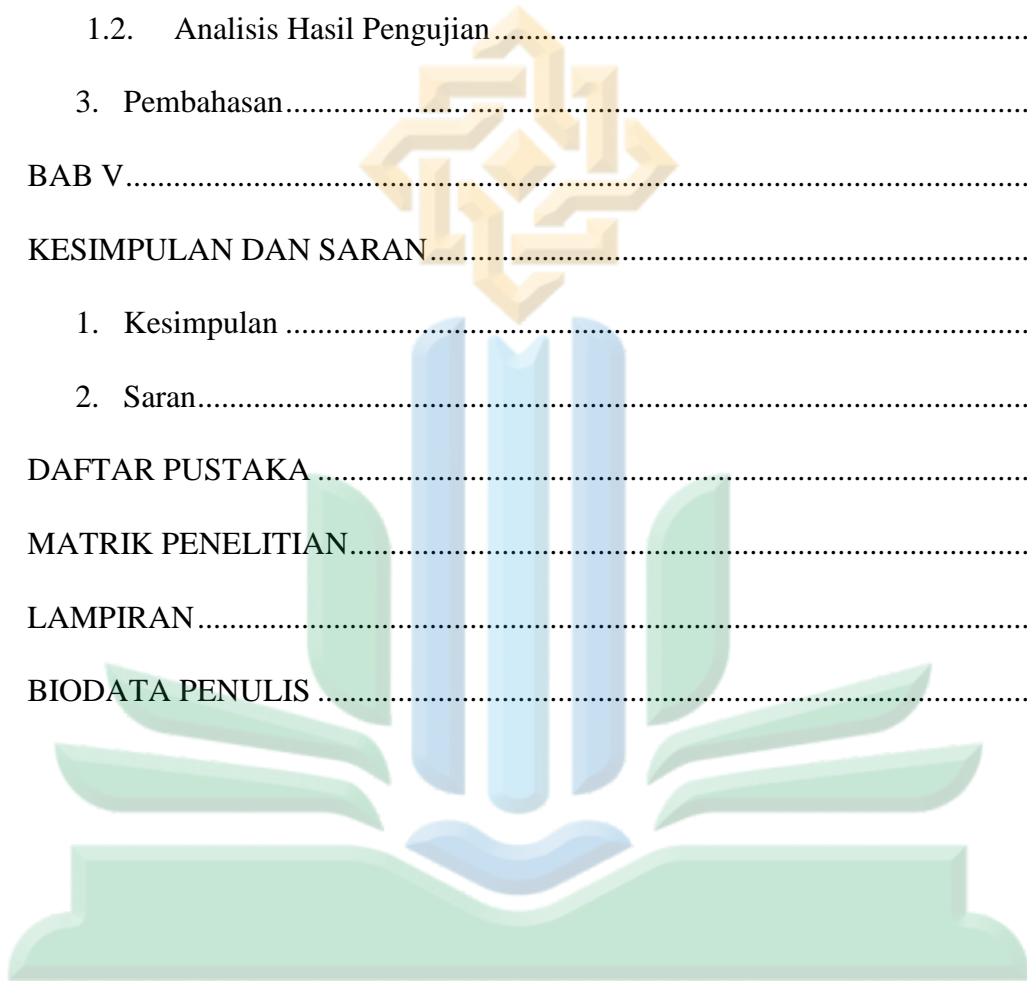 1.2. Analisis Hasil Pengujian....................................................................
3. Pembahasan....................................................................
BAB V....................................................................
KESIMPULAN DAN SARAN....................................................................
1. Kesimpulan ....................................................................
2. Saran....................................................................
DAFTAR PUSTAKA ....................................................................
MATRIK PENELITIAN....................................................................
LAMPIRAN....................................................................
BIODATA PENULIS ....................................................................